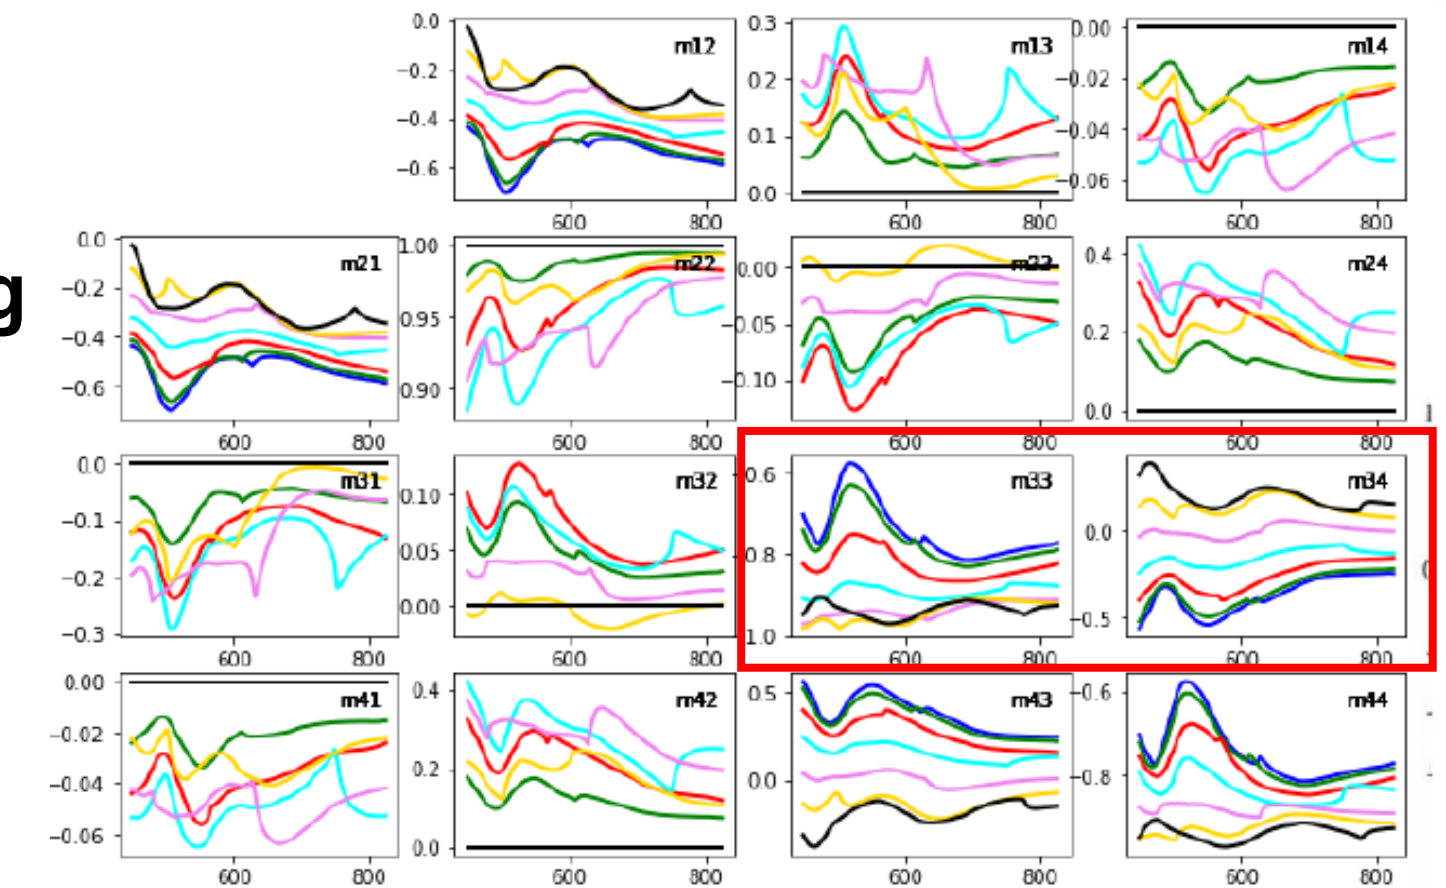 0.0 −0.2 −0.4 −0.6 m12 600 800
0.3 0.2 0.1 0.0 m13 600 800
0.00 −0.02 −0.04 −0.06 m14 600 800
g
0.0 −0.2 −0.4 −0.6 m21 600 800
1.00 0.95 0.90 m22 600 800
0.00 −0.05 −0.10 m23 600 800
0.4 0.2 0.0 m24 600 800
0.0 −0.1 −0.2 −0.3 m31 600 800
0.10 0.05 0.00 m32 600 800
0.6 0.8 1.0 m33 600 800
0.0 −0.5 m34 600 800
0.00 −0.02 −0.04 −0.06 m41 600 800
0.4 0.2 0.0 m42 600 800
0.5 0.0 m43 600 800
−0.6 −0.8 m44 600 800